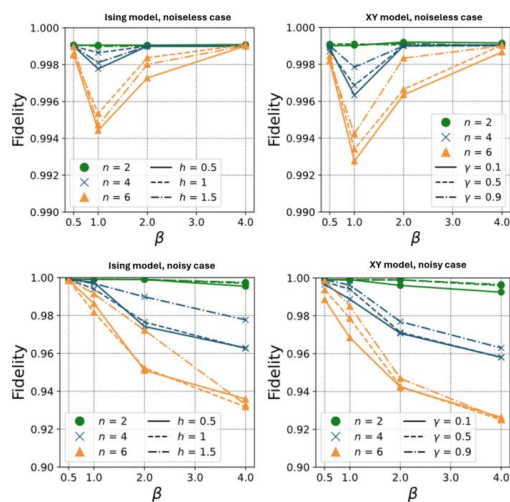 Ising model, noiseless case
1.000
0.998
0.996
0.994
0.992
0.990
Fidelity
n = 2 h = 0.5
n = 4 h = 1
n = 6 h = 1.5
0.5 1.0 2.0 3.0 4.0
β
XY model, noiseless case
1.000
0.998
0.996
0.994
0.992
0.990
Fidelity
n = 2
n = 4
n = 6
γ = 0.1
γ = 0.5
γ = 0.9
0.5 1.0 2.0 3.0 4.0
β
Ising model, noisy case
1.00
0.98
0.96
0.94
0.92
0.90
Fidelity
n = 2 h = 0.5
n = 4 h = 1
n = 6 h = 1.5
0.5 1.0 2.0 3.0 4.0
β
XY model, noisy case
1.00
0.98
0.96
0.94
0.92
0.90
Fidelity
n = 2 γ = 0.1
n = 4 γ = 0.5
n = 6 γ = 0.9
0.5 1.0 2.0 3.0 4.0
β